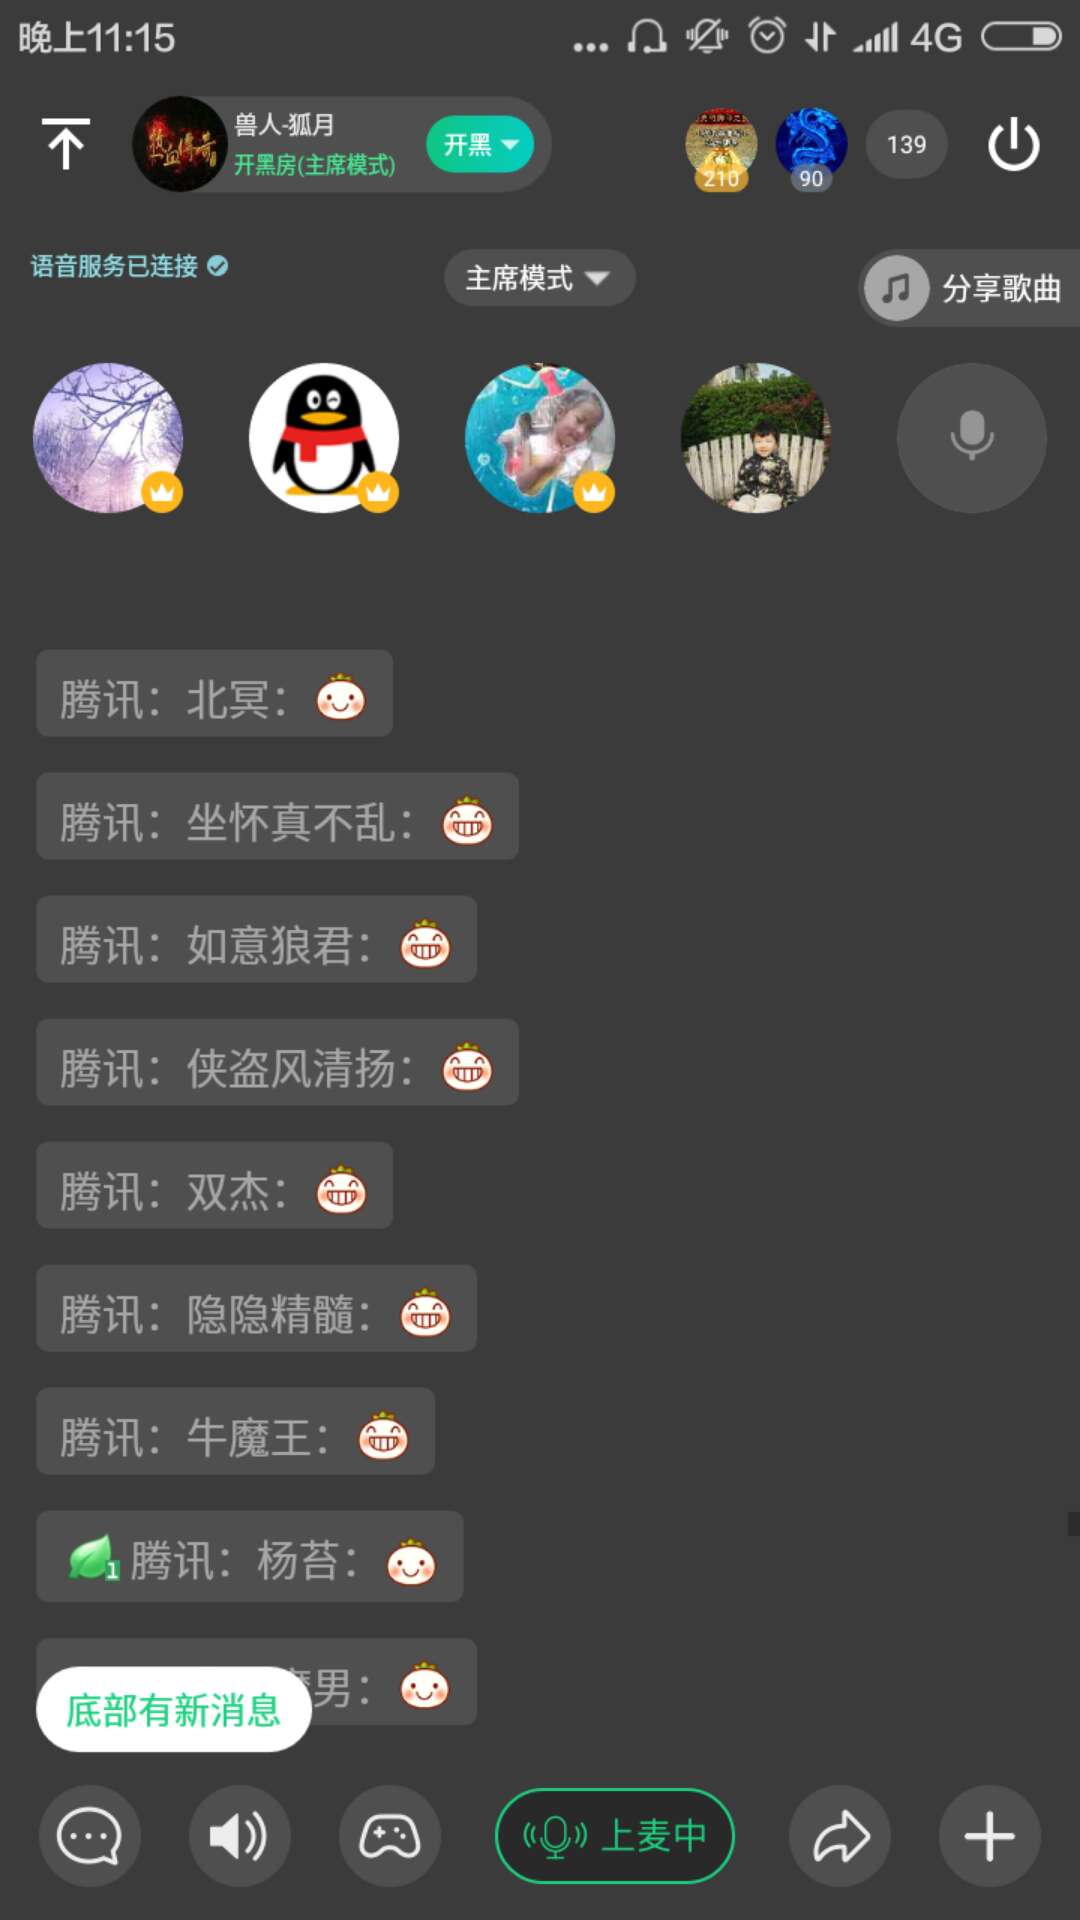 晚上11:15
4G
热血传奇
兽人-狐月
开黑房(主席模式)
开黑
210
90
139
语音服务已连接
主席模式
分享歌曲
腾讯：北冥：
腾讯：坐怀真不乱：
腾讯：如意狼君：
腾讯：侠盗风清扬：
腾讯：双杰：
腾讯：隐隐精髓：
腾讯：牛魔王：
1 腾讯：杨苔：
男：
底部有新消息
上麦中